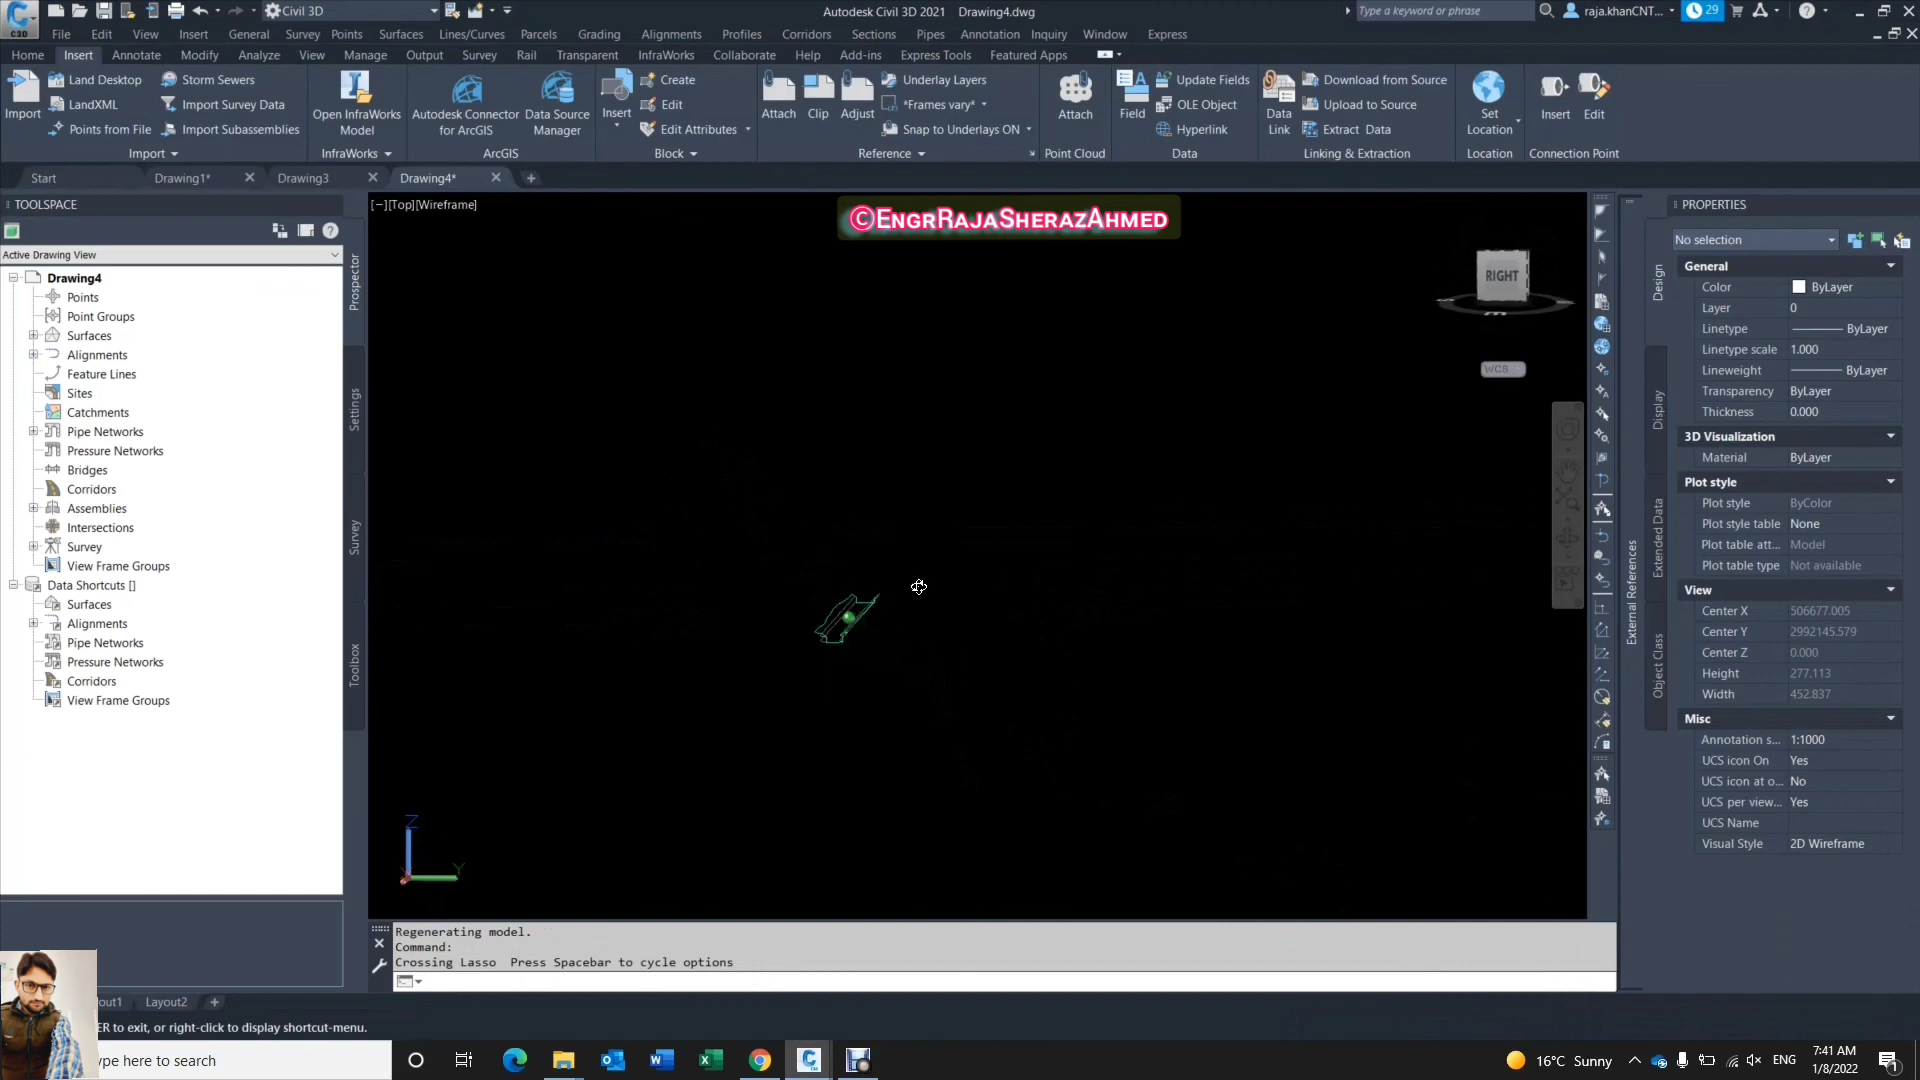 Civil 3D
Autodesk Civil 3D 2021 Drawing4.dwg
Type a keyword or phrase
raja.khanCNT...
29
File Edit View Insert General Survey Points Surfaces Lines/Curves Parcels Grading Alignments Profiles Corridors Sections Pipes Annotation Inquiry Window Express
Home Insert Annotate Modify Analyze View Manage Output Survey Rail Transparent InfraWorks Collaborate Help Add-ins Express Tools Featured Apps
Import
Land Desktop
LandXML
Points from File
Storm Sewers
Import Survey Data
Import Subassemblies
Import
Open InfraWorks
Model
InfraWorks
Autodesk Connector
for ArcGIS
Data Source
Manager
ArcGIS
Insert
Create
Edit
Edit Attributes
Block
Attach
Clip
Adjust
Underlay Layers
*Frames vary*
Snap to Underlays ON
Reference
Attach
Point Cloud
Field
Update Fields
OLE Object
Hyperlink
Data
Data
Link
Download from Source
Upload to Source
Extract Data
Linking & Extraction
Set
Location
Location
Insert
Edit
Connection Point
Start
Drawing1*
Drawing3
Drawing4*
TOOLSPACE
Active Drawing View
Drawing4
Points
Point Groups
Surfaces
Alignments
Feature Lines
Sites
Catchments
Pipe Networks
Pressure Networks
Bridges
Corridors
Assemblies
Intersections
Survey
View Frame Groups
Data Shortcuts []
Surfaces
Alignments
Pipe Networks
Pressure Networks
Corridors
View Frame Groups
Prospector
Settings
Survey
Toolbox
[−][Top][Wireframe]
©EngrRajaSherazAhmed
RIGHT
WCS
Z
Y
External References
PROPERTIES
No selection
Design
Display
Extended Data
Object Class
General
Color ByLayer
Layer 0
Linetype ByLayer
Linetype scale 1.000
Lineweight ByLayer
Transparency ByLayer
Thickness 0.000
3D Visualization
Material ByLayer
Plot style
Plot style ByColor
Plot style table None
Plot table att... Model
Plot table type Not available
View
Center X 506677.005
Center Y 2992145.579
Center Z 0.000
Height 277.113
Width 452.837
Misc
Annotation s... 1:1000
UCS icon On Yes
UCS icon at o... No
UCS per view... Yes
UCS Name
Visual Style 2D Wireframe
Regenerating model.
Command:
Crossing Lasso Press Spacebar to cycle options
out1
Layout2
ER to exit, or right-click to display shortcut-menu.
ype here to search
16°C Sunny
ENG
7:41 AM
1/8/2022
1